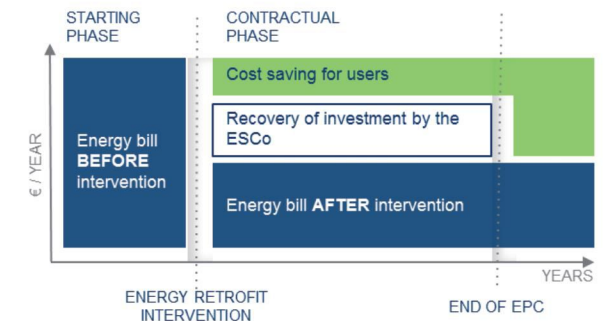 STARTING
PHASE
CONTRACTUAL
PHASE
Cost saving for users
Recovery of investment by the
ESCo
Energy bill
BEFORE
intervention
Energy bill AFTER intervention
€ / YEAR
YEARS
ENERGY RETROFIT
INTERVENTION
END OF EPC